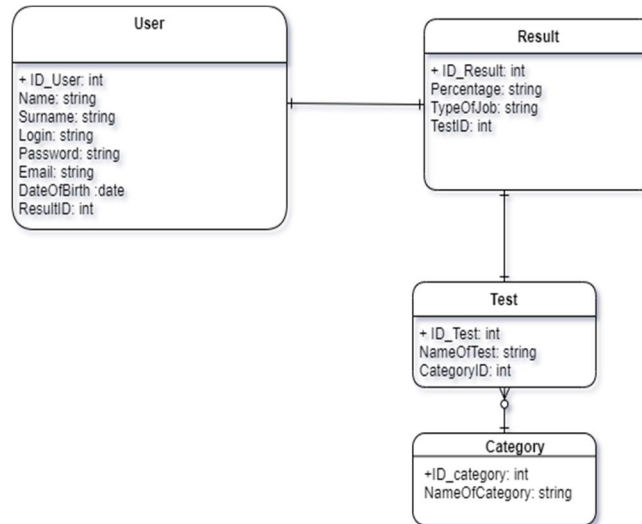 User
+ ID_User: int
Name: string
Surname: string
Login: string
Password: string
Email: string
DateOfBirth :date
ResultID: int
Result
+ ID_Result: int
Percentage: string
TypeOfJob: string
TestID: int
Test
+ ID_Test: int
NameOfTest: string
CategoryID: int
Category
+ID_category: int
NameOfCategory: string